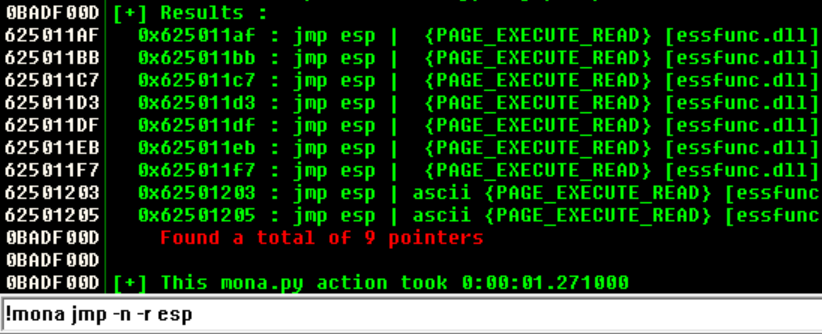 0BADF00D [+] Results :
625011AF 0x625011af : jmp esp | {PAGE_EXECUTE_READ} [essfunc.dll]
625011BB 0x625011bb : jmp esp | {PAGE_EXECUTE_READ} [essfunc.dll]
625011C7 0x625011c7 : jmp esp | {PAGE_EXECUTE_READ} [essfunc.dll]
625011D3 0x625011d3 : jmp esp | {PAGE_EXECUTE_READ} [essfunc.dll]
625011DF 0x625011df : jmp esp | {PAGE_EXECUTE_READ} [essfunc.dll]
625011EB 0x625011eb : jmp esp | {PAGE_EXECUTE_READ} [essfunc.dll]
625011F7 0x625011f7 : jmp esp | {PAGE_EXECUTE_READ} [essfunc.dll]
62501203 0x62501203 : jmp esp | ascii {PAGE_EXECUTE_READ} [essfunc
62501205 0x62501205 : jmp esp | ascii {PAGE_EXECUTE_READ} [essfunc
0BADF00D Found a total of 9 pointers
0BADF00D
0BADF00D [+] This mona.py action took 0:00:01.271000
!mona jmp -n -r esp